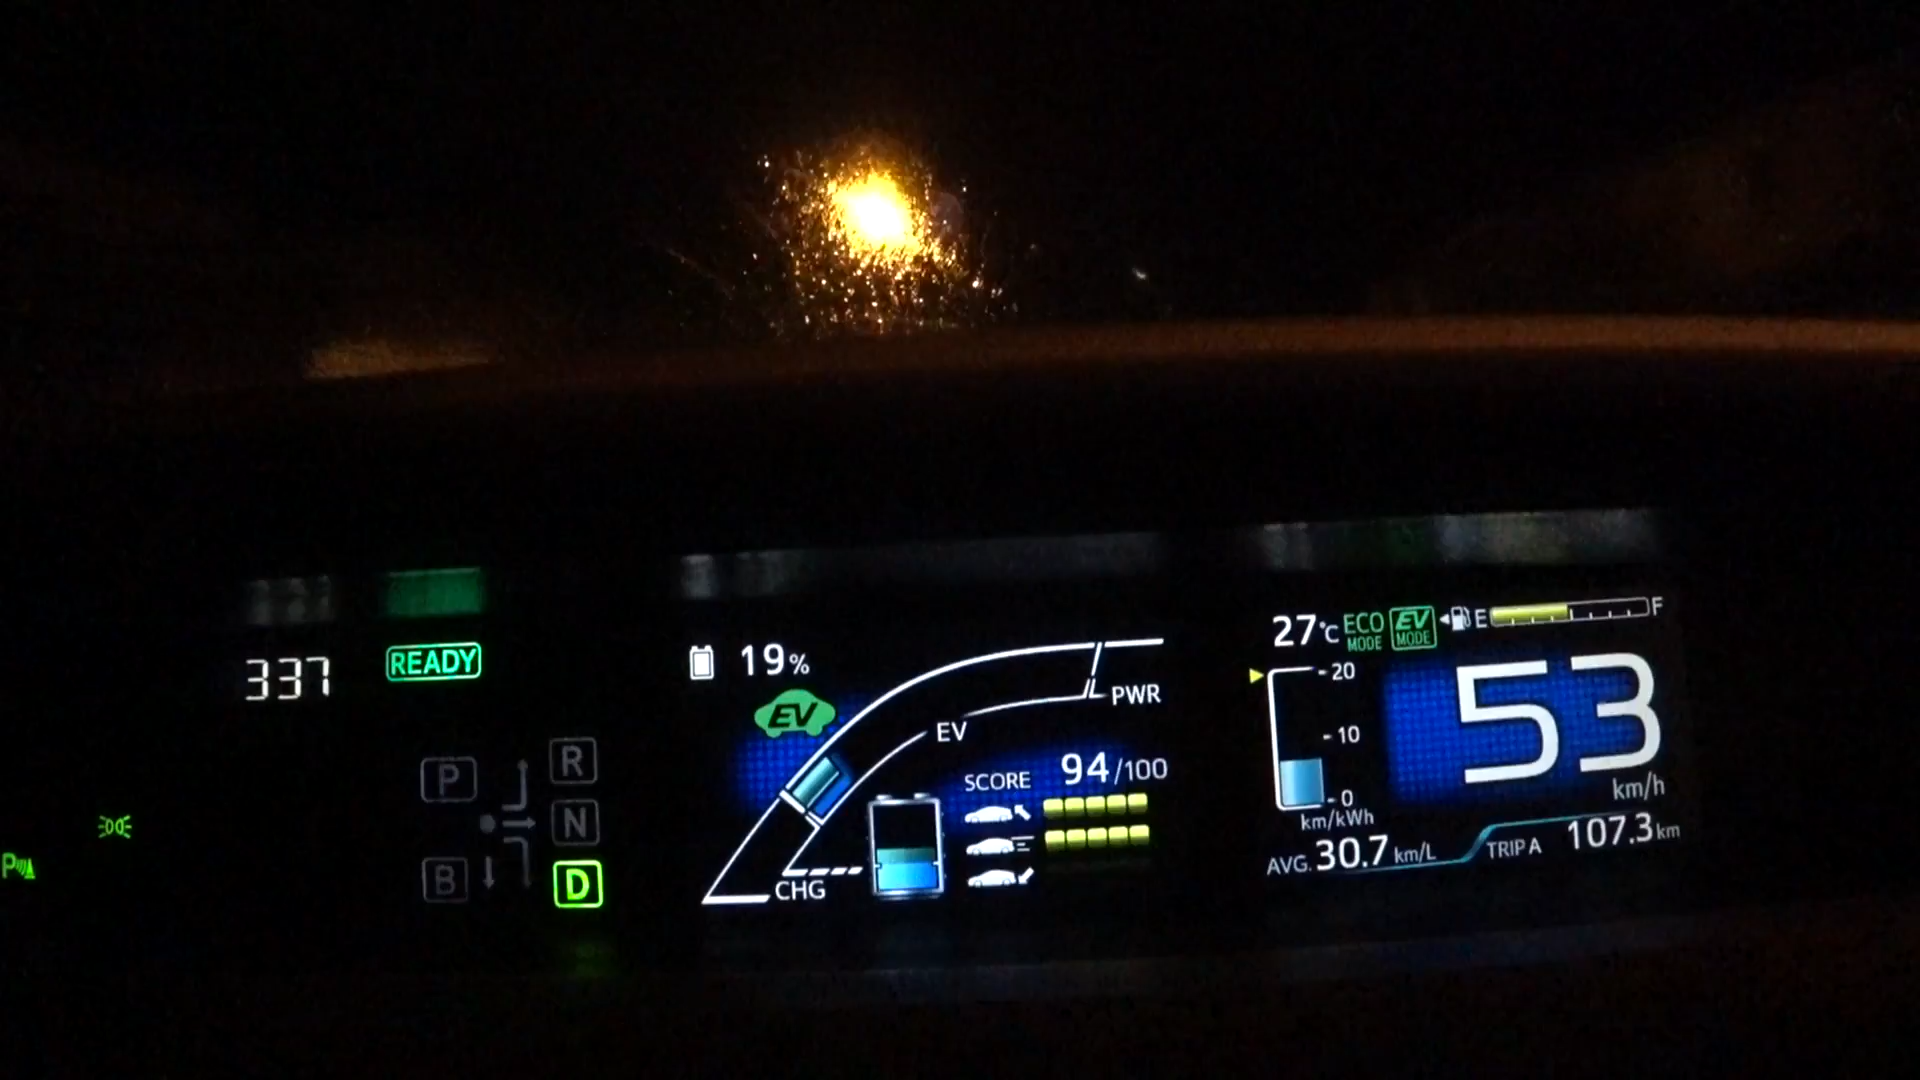 337
READY
P
R
N
B
D
P
19%
EV
PWR
EV
SCORE 94/100
CHG
27°C ECO MODE EV MODE E F
20
10
0
km/kWh
53
km/h
AVG. 30.7 km/L
TRIP A 107.3 km